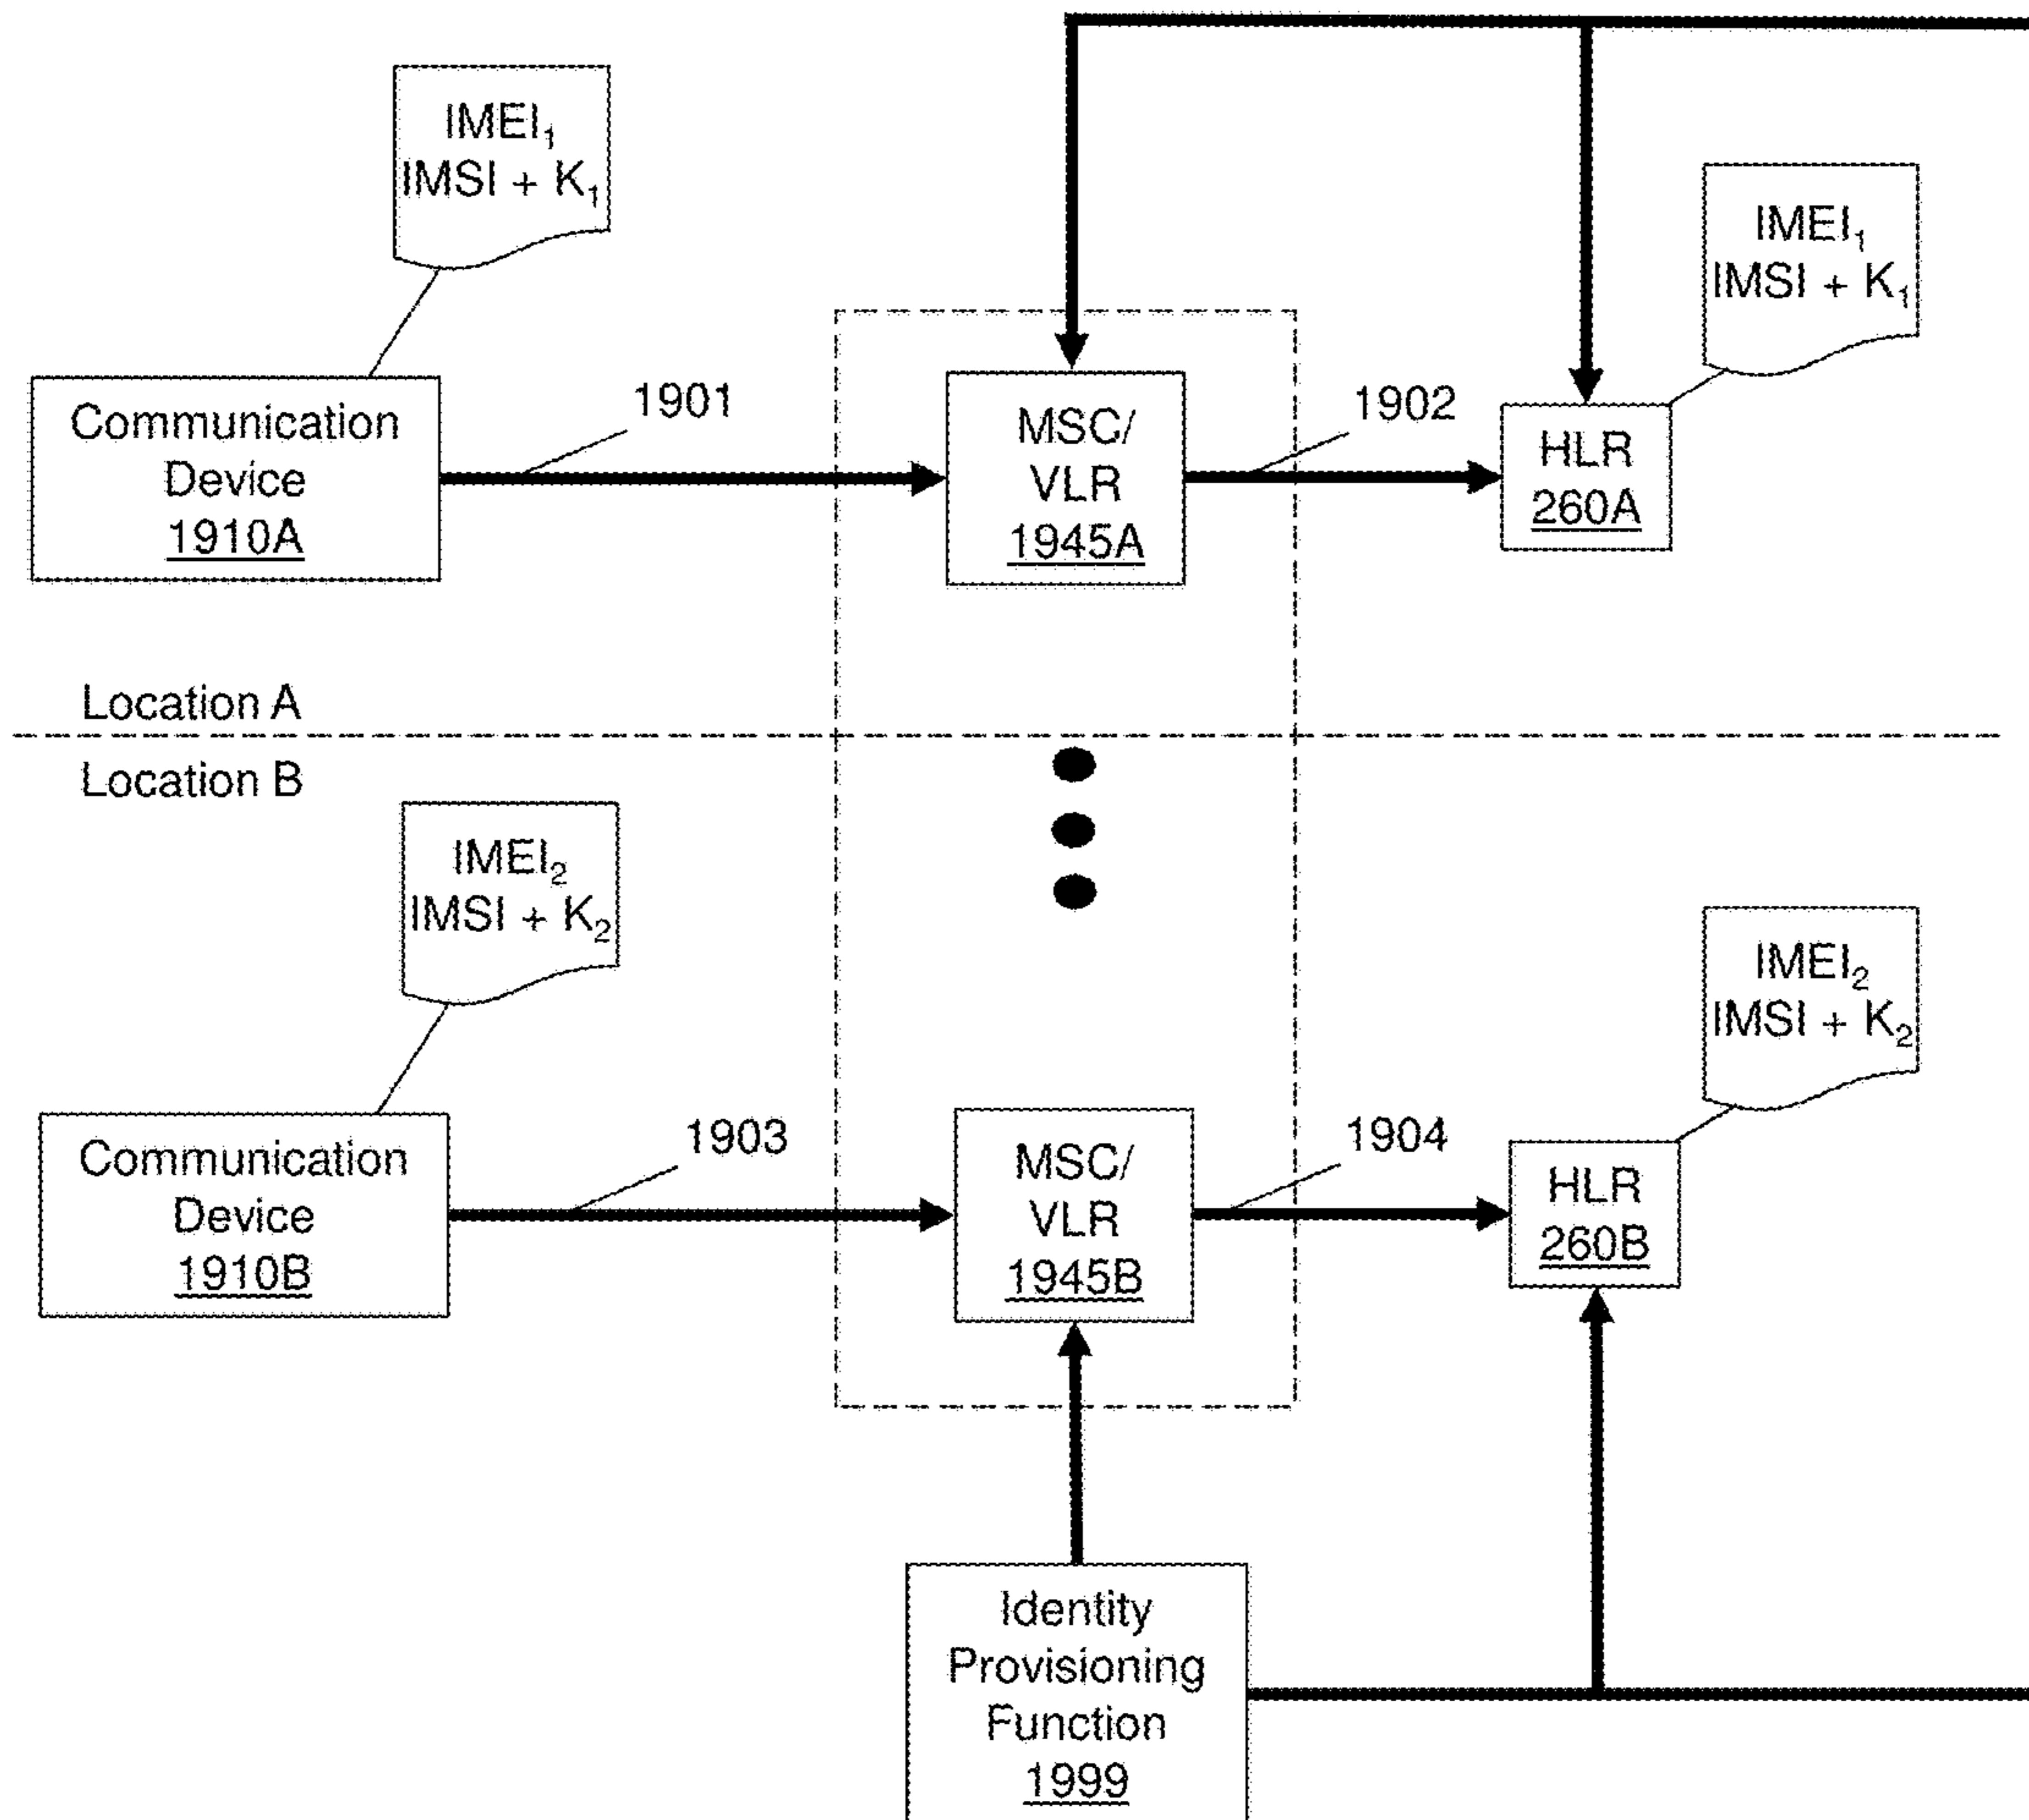 IMEI₁
IMSI + K₁
IMEI₁
IMSI + K₁
Communication
Device
1910A
1901
MSC/
VLR
1945A
1902
HLR
260A
Location A
Location B
IMEI₂
IMSI + K₂
IMEI₂
IMSI + K₂
Communication
Device
1910B
1903
MSC/
VLR
1945B
1904
HLR
260B
Identity
Provisioning
Function
1999